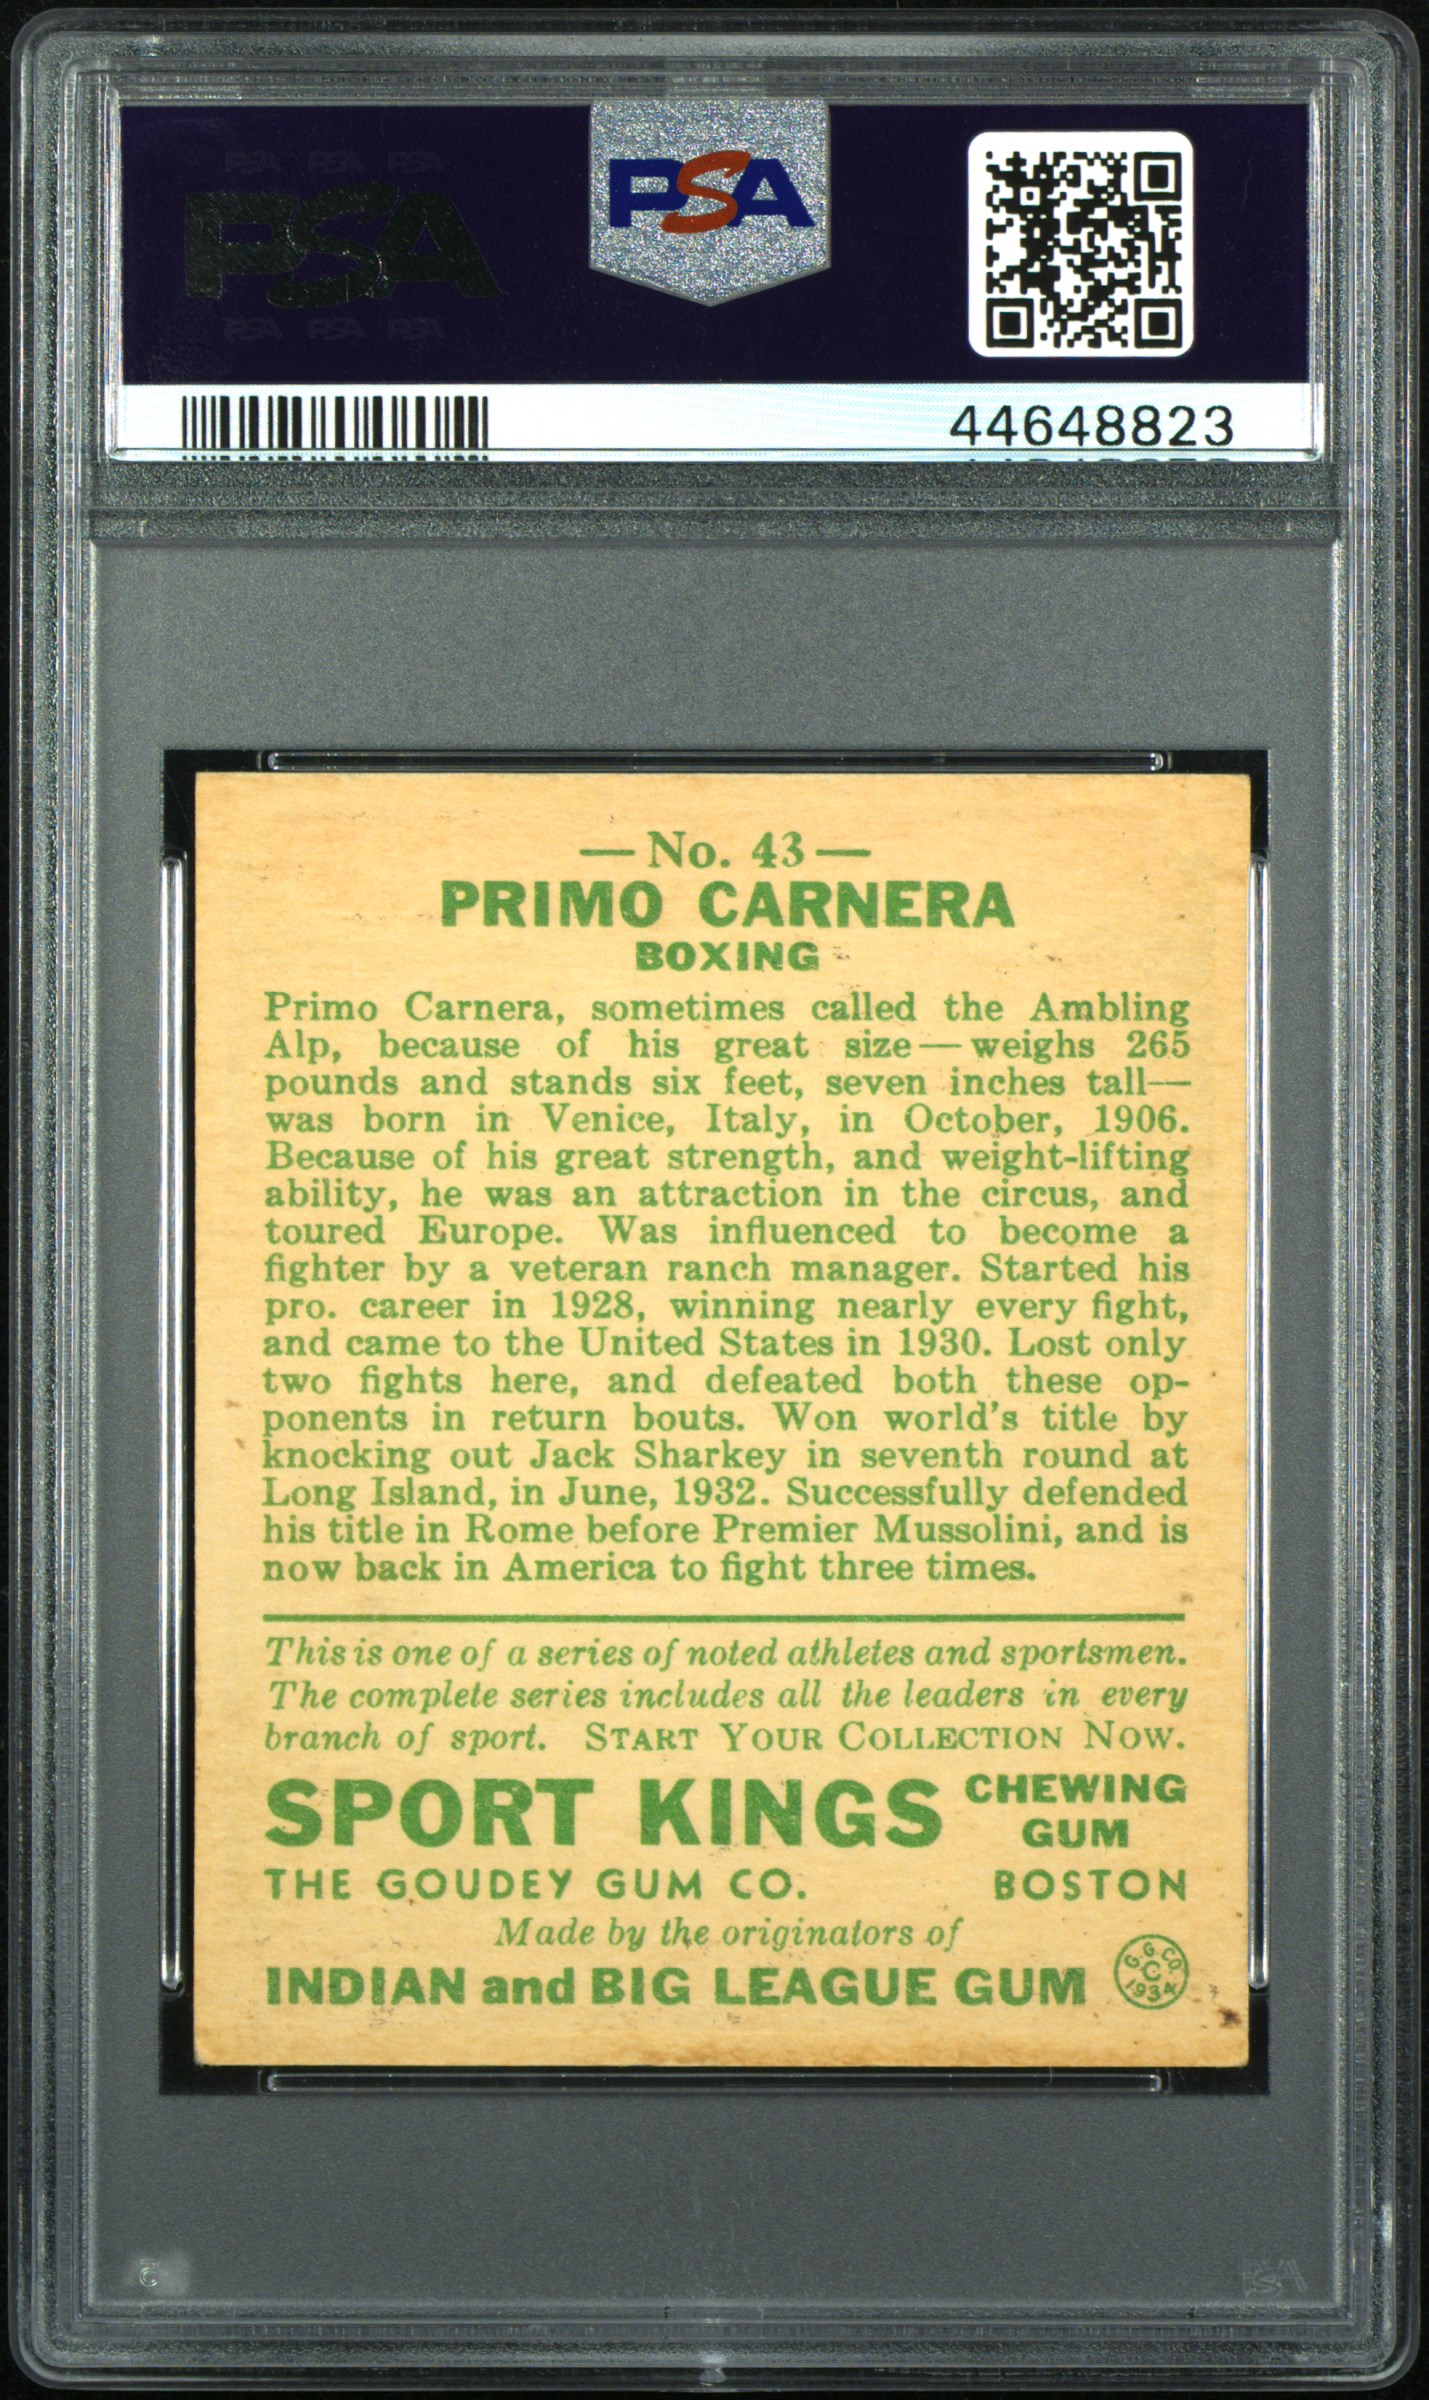 PSA PSA PSA
PSA
PSA PSA PSA
PSA
44648823
— No. 43 —
PRIMO CARNERA
BOXING
Primo Carnera, sometimes called the Ambling
Alp, because of his great size — weighs 265
pounds and stands six feet, seven inches tall—
was born in Venice, Italy, in October, 1906.
Because of his great strength, and weight-lifting
ability, he was an attraction in the circus, and
toured Europe. Was influenced to become a
fighter by a veteran ranch manager. Started his
pro. career in 1928, winning nearly every fight,
and came to the United States in 1930. Lost only
two fights here, and defeated both these op-
ponents in return bouts. Won world's title by
knocking out Jack Sharkey in seventh round at
Long Island, in June, 1932. Successfully defended
his title in Rome before Premier Mussolini, and is
now back in America to fight three times.
This is one of a series of noted athletes and sportsmen.
The complete series includes all the leaders in every
branch of sport. START YOUR COLLECTION NOW.
SPORT KINGS CHEWING GUM
THE GOUDEY GUM CO. BOSTON
Made by the originators of
INDIAN and BIG LEAGUE GUM
G. G. CO.
C
1934
PSA